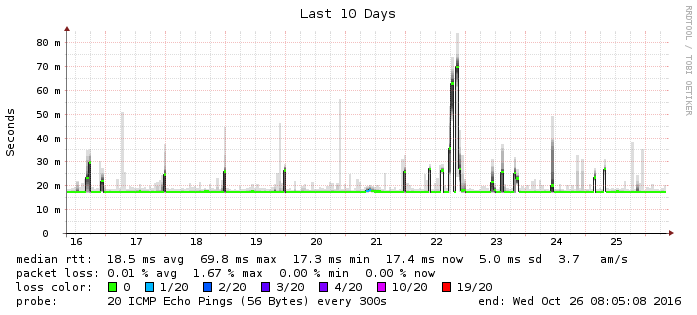 Last 10 Days
RRDTOOL / TOBI OETIKER
Seconds
80 m
70 m
60 m
50 m
40 m
30 m
20 m
10 m
0
16 17 18 19 20 21 22 23 24 25
median rtt: 18.5 ms avg 69.8 ms max 17.3 ms min 17.4 ms now 5.0 ms sd 3.7 am/s
packet loss: 0.01 % avg 1.67 % max 0.00 % min 0.00 % now
loss color: 0 1/20 2/20 3/20 4/20 10/20 19/20
probe: 20 ICMP Echo Pings (56 Bytes) every 300s end: Wed Oct 26 08:05:08 2016